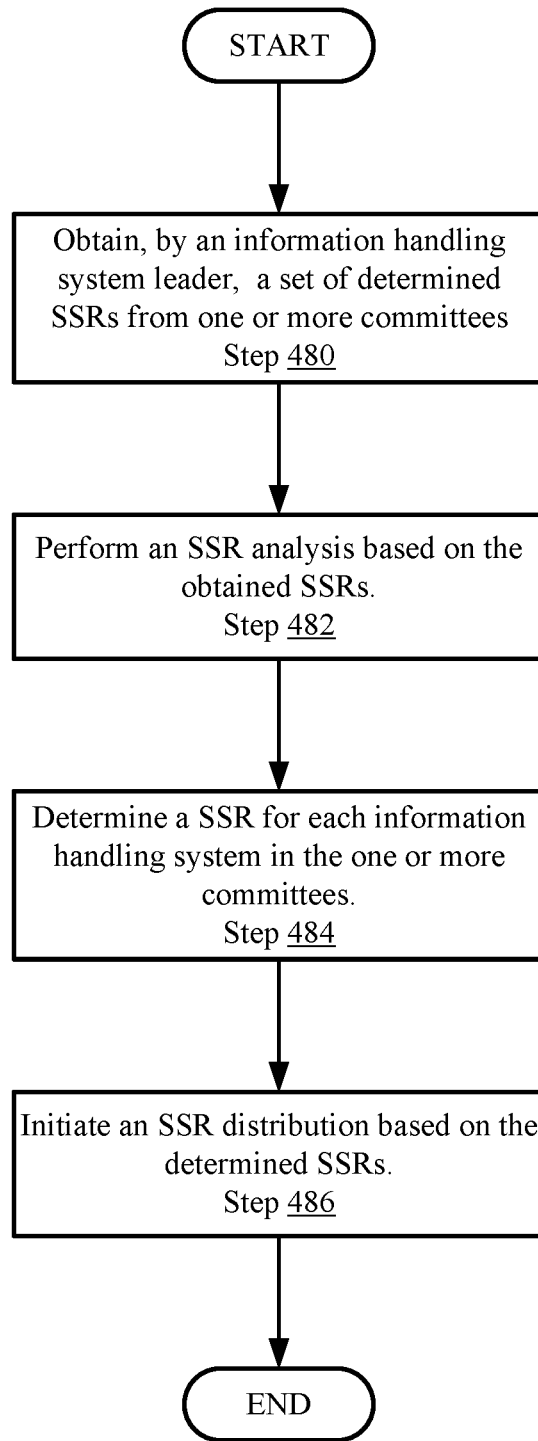 START
Obtain, by an information handling
system leader,  a set of determined
SSRs from one or more committees
Step 480
Perform an SSR analysis based on the
obtained SSRs.
Step 482
Determine a SSR for each information
handling system in the one or more
committees.
Step 484
Initiate an SSR distribution based on the
determined SSRs.
Step 486
END